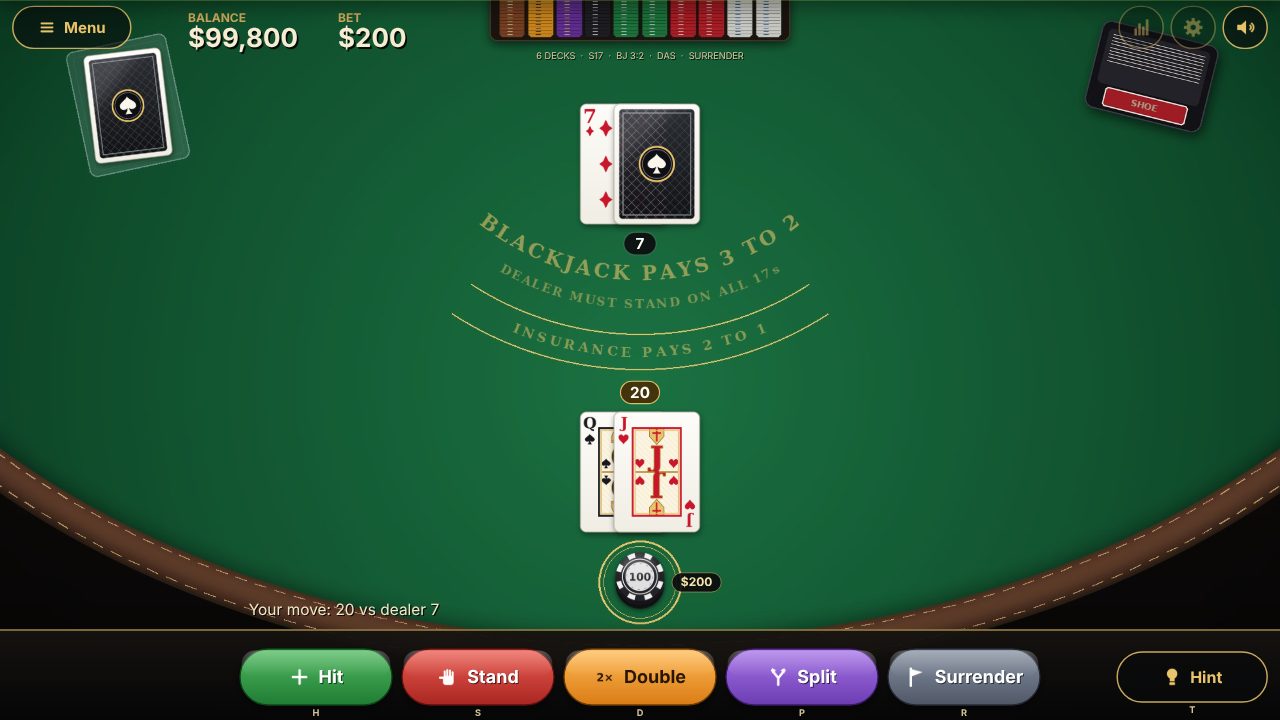 Menu
BALANCE
$99,800
BET
$200
6 DECKS · S17 · BJ 3:2 · DAS · SURRENDER
SHOE
7
7
BLACKJACK PAYS 3 TO 2
DEALER MUST STAND ON ALL 17s
INSURANCE PAYS 2 TO 1
20
Q
J
J
J
J
100
$200
Your move: 20 vs dealer 7
Hit
Stand
2× Double
Split
Surrender
Hint
H
S
D
P
R
T